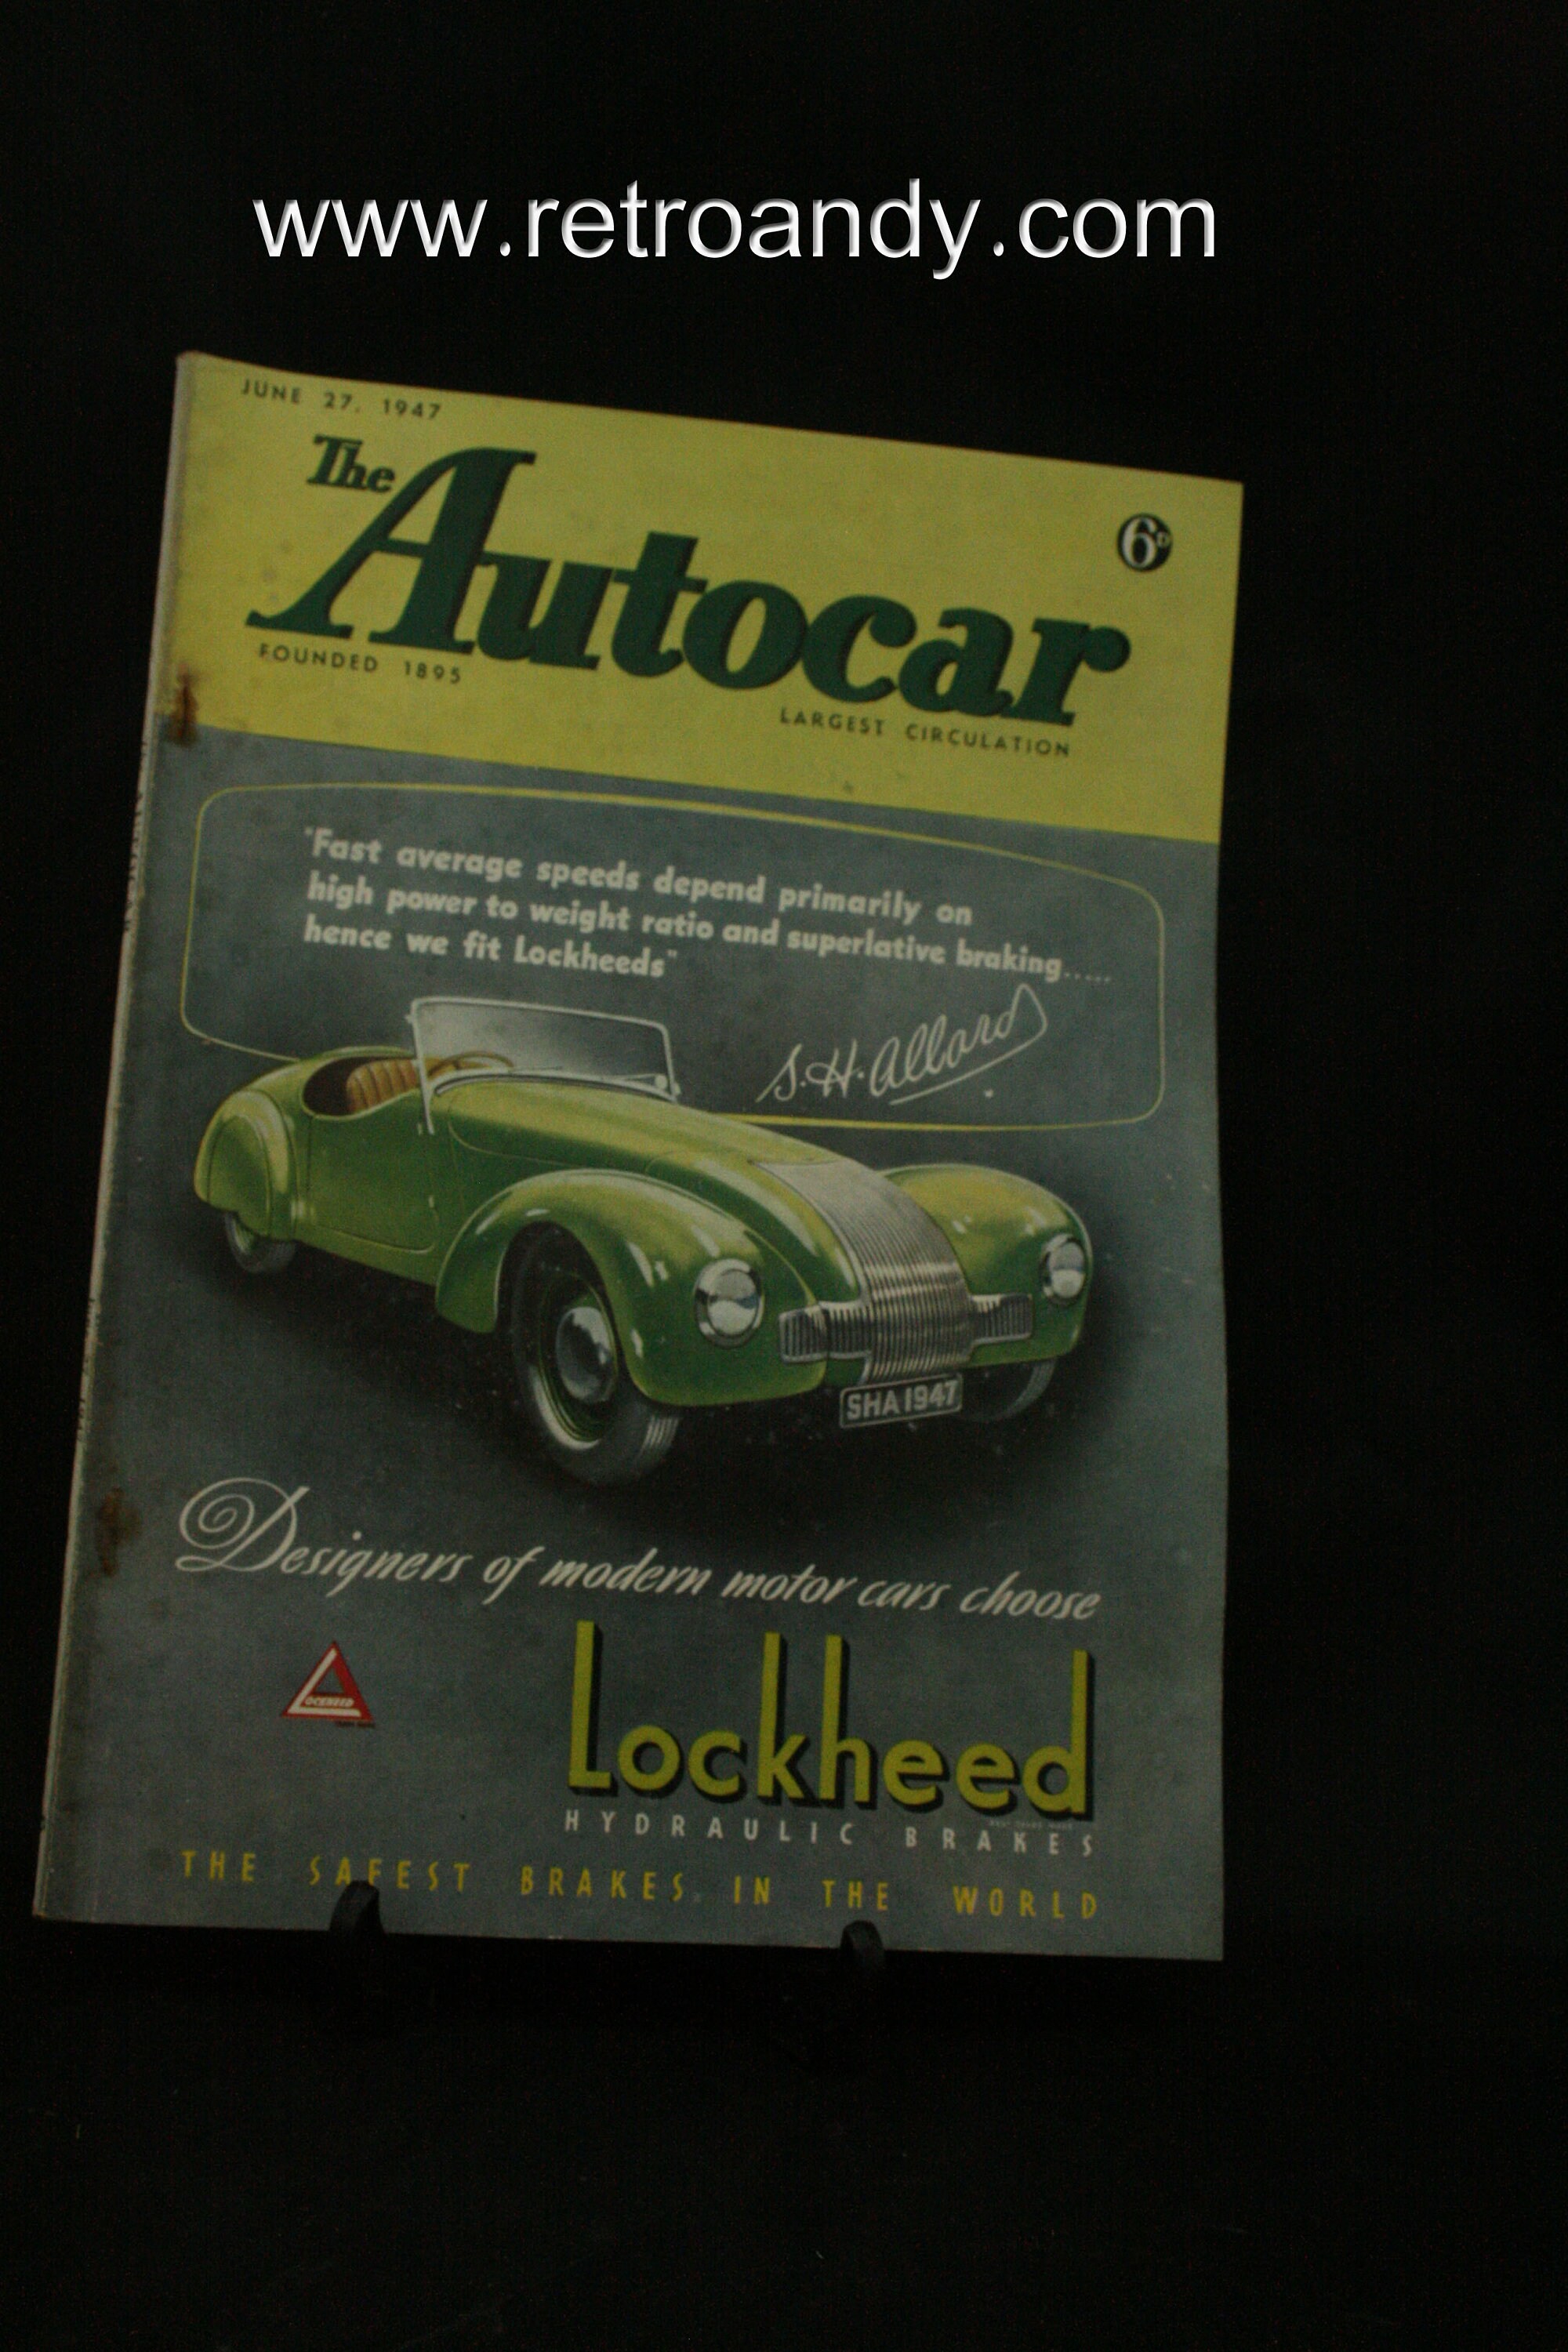 www.retroandy.com
JUNE 27, 1947
The
Autocar
6D
FOUNDED 1895
LARGEST CIRCULATION
"Fast average speeds depend primarily on
high power to weight ratio and superlative braking.....
hence we fit Lockheeds"
S.H. Allard
SHA 1947
Designers of modern motor cars choose
LOCKHEED
Lockheed
HYDRAULIC BRAKES
THE SAFEST BRAKES IN THE WORLD